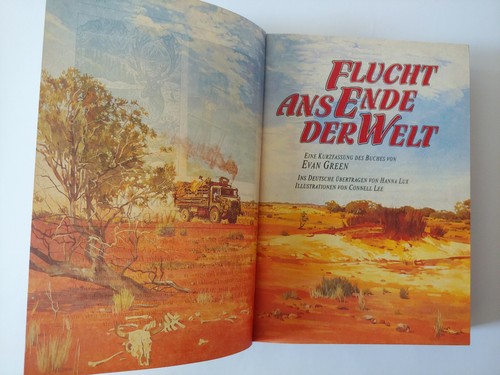 FLUCHT
ANS ENDE
DER WELT
EINE KURZFASSUNG DES BUCHES VON
EVAN GREEN
INS DEUTSCHE ÜBERTRAGEN VON HANNA LUX
ILLUSTRATIONEN VON CONNELL LEE